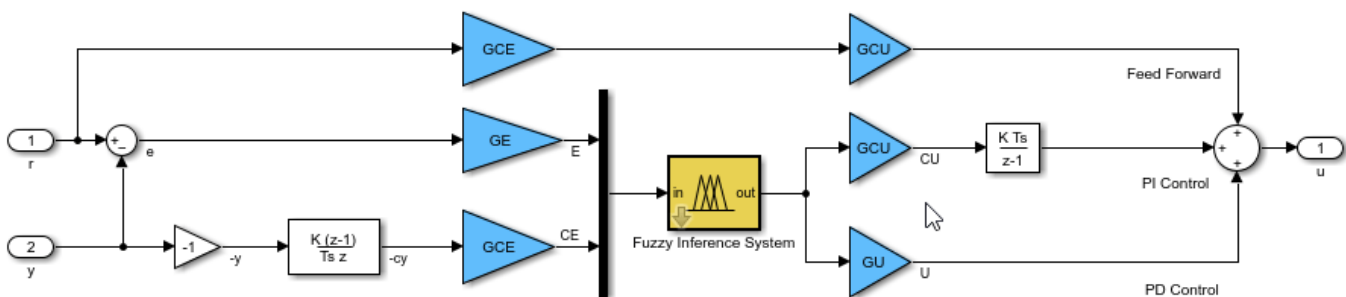 GCE
GCU
Feed Forward
1
r
+
−
e
GE
E
GCU
CU
K Ts
z-1
+
+
+
1
u
in
out
Fuzzy Inference System
PI Control
2
y
-1
-y
K (z-1)
Ts z
-cy
GCE
CE
GU
U
PD Control